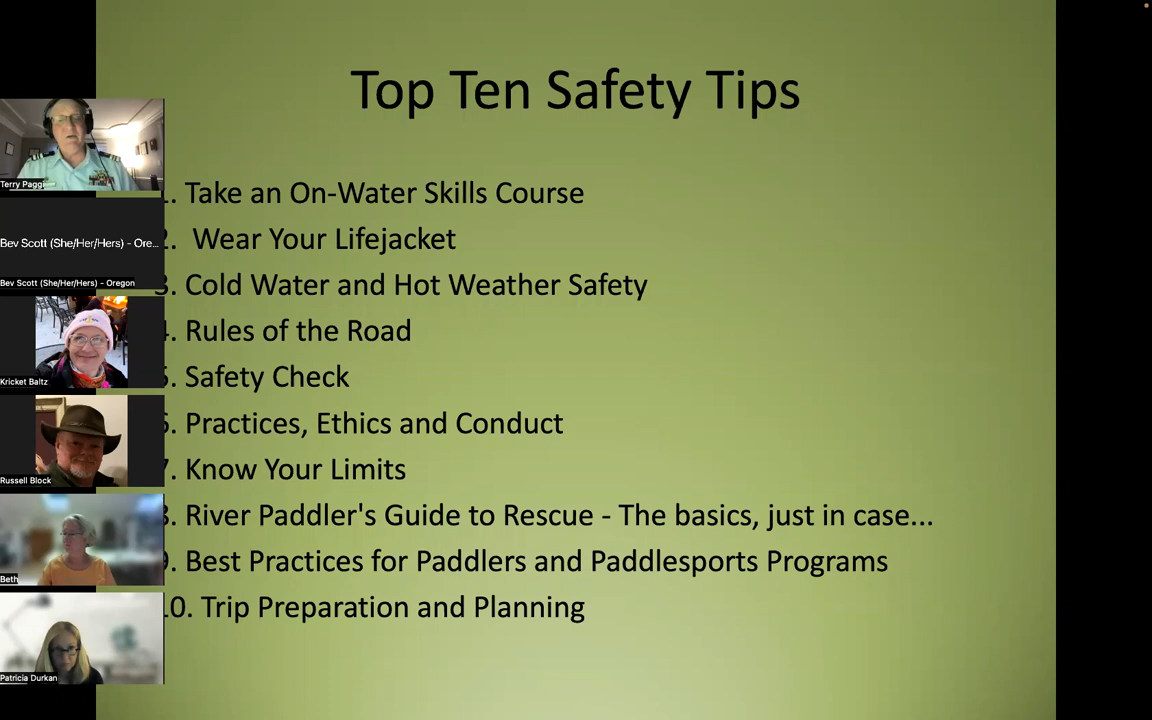 Top Ten Safety Tips
1. Take an On-Water Skills Course
2. Wear Your Lifejacket
3. Cold Water and Hot Weather Safety
4. Rules of the Road
5. Safety Check
6. Practices, Ethics and Conduct
7. Know Your Limits
8. River Paddler's Guide to Rescue - The basics, just in case...
9. Best Practices for Paddlers and Paddlesports Programs
10. Trip Preparation and Planning
Terry Paggi
Bev Scott (She/Her/Hers) - Ore...
Bev Scott (She/Her/Hers) - Oregon
Kricket Baltz
Russell Block
Beth
Patricia Durkan